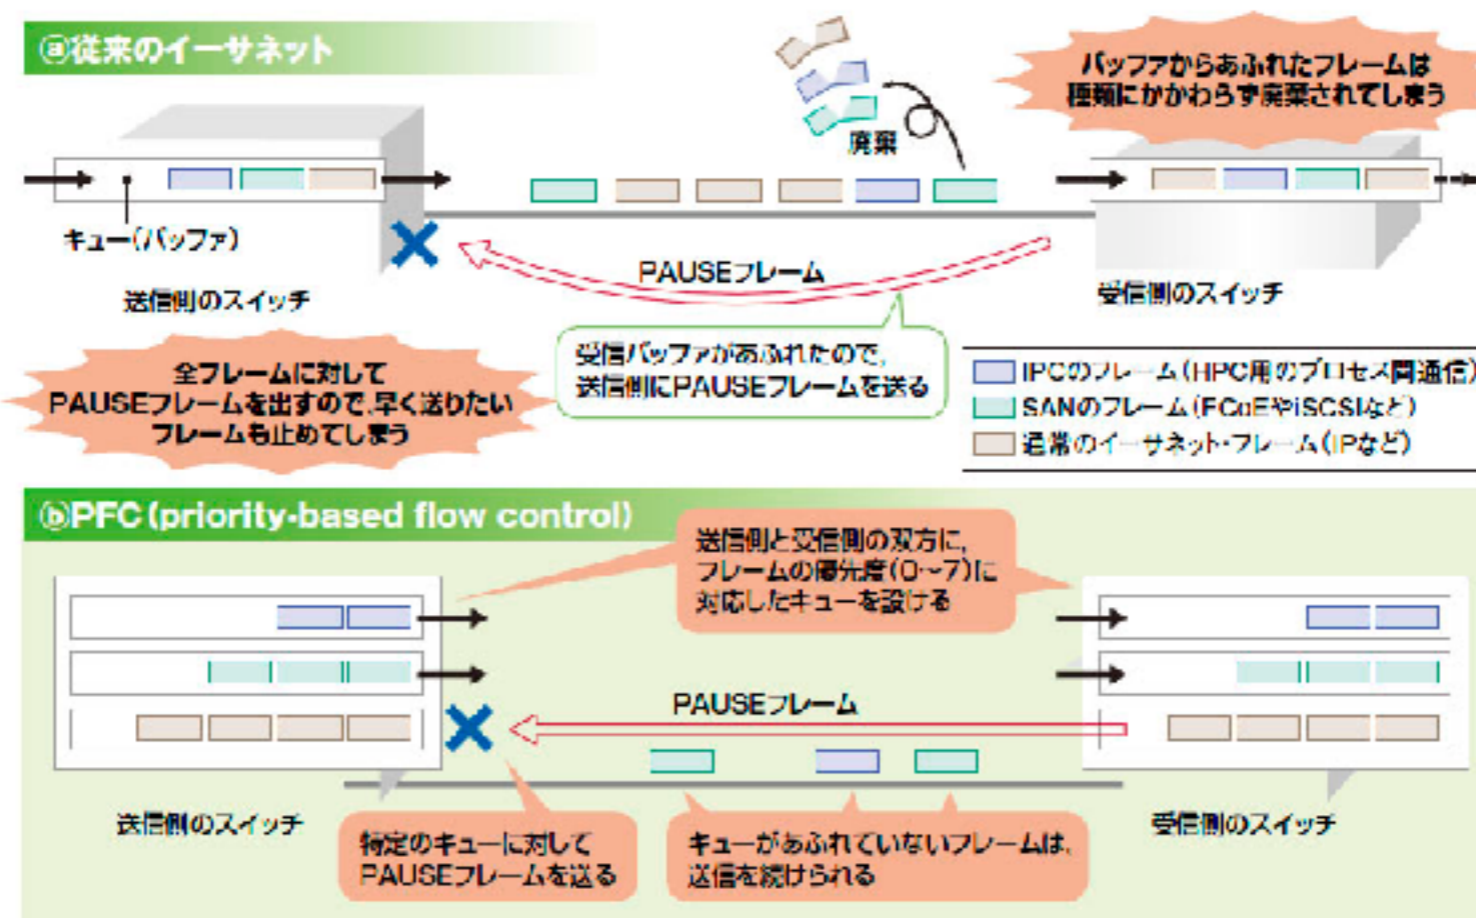 ⓐ従来のイーサネット
廃棄
バッファからあふれたフレームは
種類にかかわらず廃棄されてしまう
キュー(バッファ)
送信側のスイッチ
PAUSEフレーム
受信側のスイッチ
受信バッファがあふれたので,
送信側にPAUSEフレームを送る
全フレームに対して
PAUSEフレームを出すので,早く送りたい
フレームも止めてしまう
IPCのフレーム(HPC用のプロセス間通信)
SANのフレーム(FCoEやiSCSIなど)
通常のイーサネット・フレーム(IPなど)
ⓑPFC(priority-based flow control)
送信側と受信側の双方に,
フレームの優先度(0〜7)に
対応したキューを設ける
PAUSEフレーム
送信側のスイッチ
特定のキューに対して
PAUSEフレームを送る
キューがあふれていないフレームは,
送信を続けられる
受信側のスイッチ